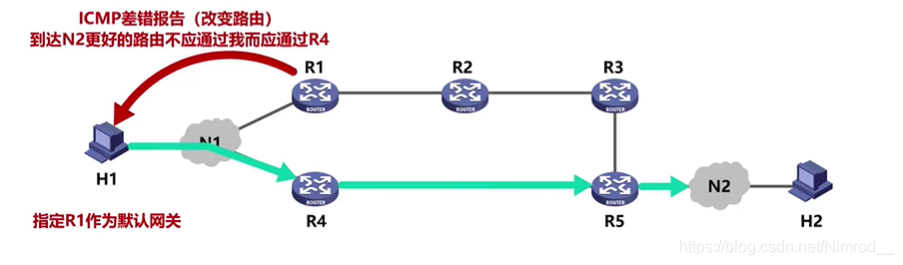 ICMP差错报告（改变路由）
到达N2更好的路由不应通过我而应通过R4
R1
R2
R3
ROUTER
ROUTER
ROUTER
N1
H1
R4
R5
N2
H2
ROUTER
ROUTER
指定R1作为默认网关
https://blog.csdn.net/Nimrod__